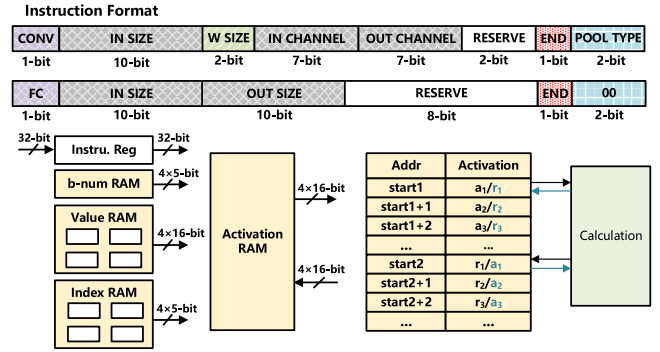 Instruction Format
CONV IN SIZE W SIZE IN CHANNEL OUT CHANNEL RESERVE END POOL TYPE
1-bit 10-bit 2-bit 7-bit 7-bit 2-bit 1-bit 2-bit
FC IN SIZE OUT SIZE RESERVE END 00
1-bit 10-bit 10-bit 8-bit 1-bit 2-bit
32-bit Instru. Reg 32-bit
b-num RAM 4×5-bit
Value RAM
4×16-bit
Index RAM
4×5-bit
Activation
RAM
4×16-bit
4×16-bit
Addr Activation
start1 a1/r1
start1+1 a2/r2
start1+2 a3/r3
... ...
start2 r1/a1
start2+1 r2/a2
start2+2 r3/a3
... ...
Calculation